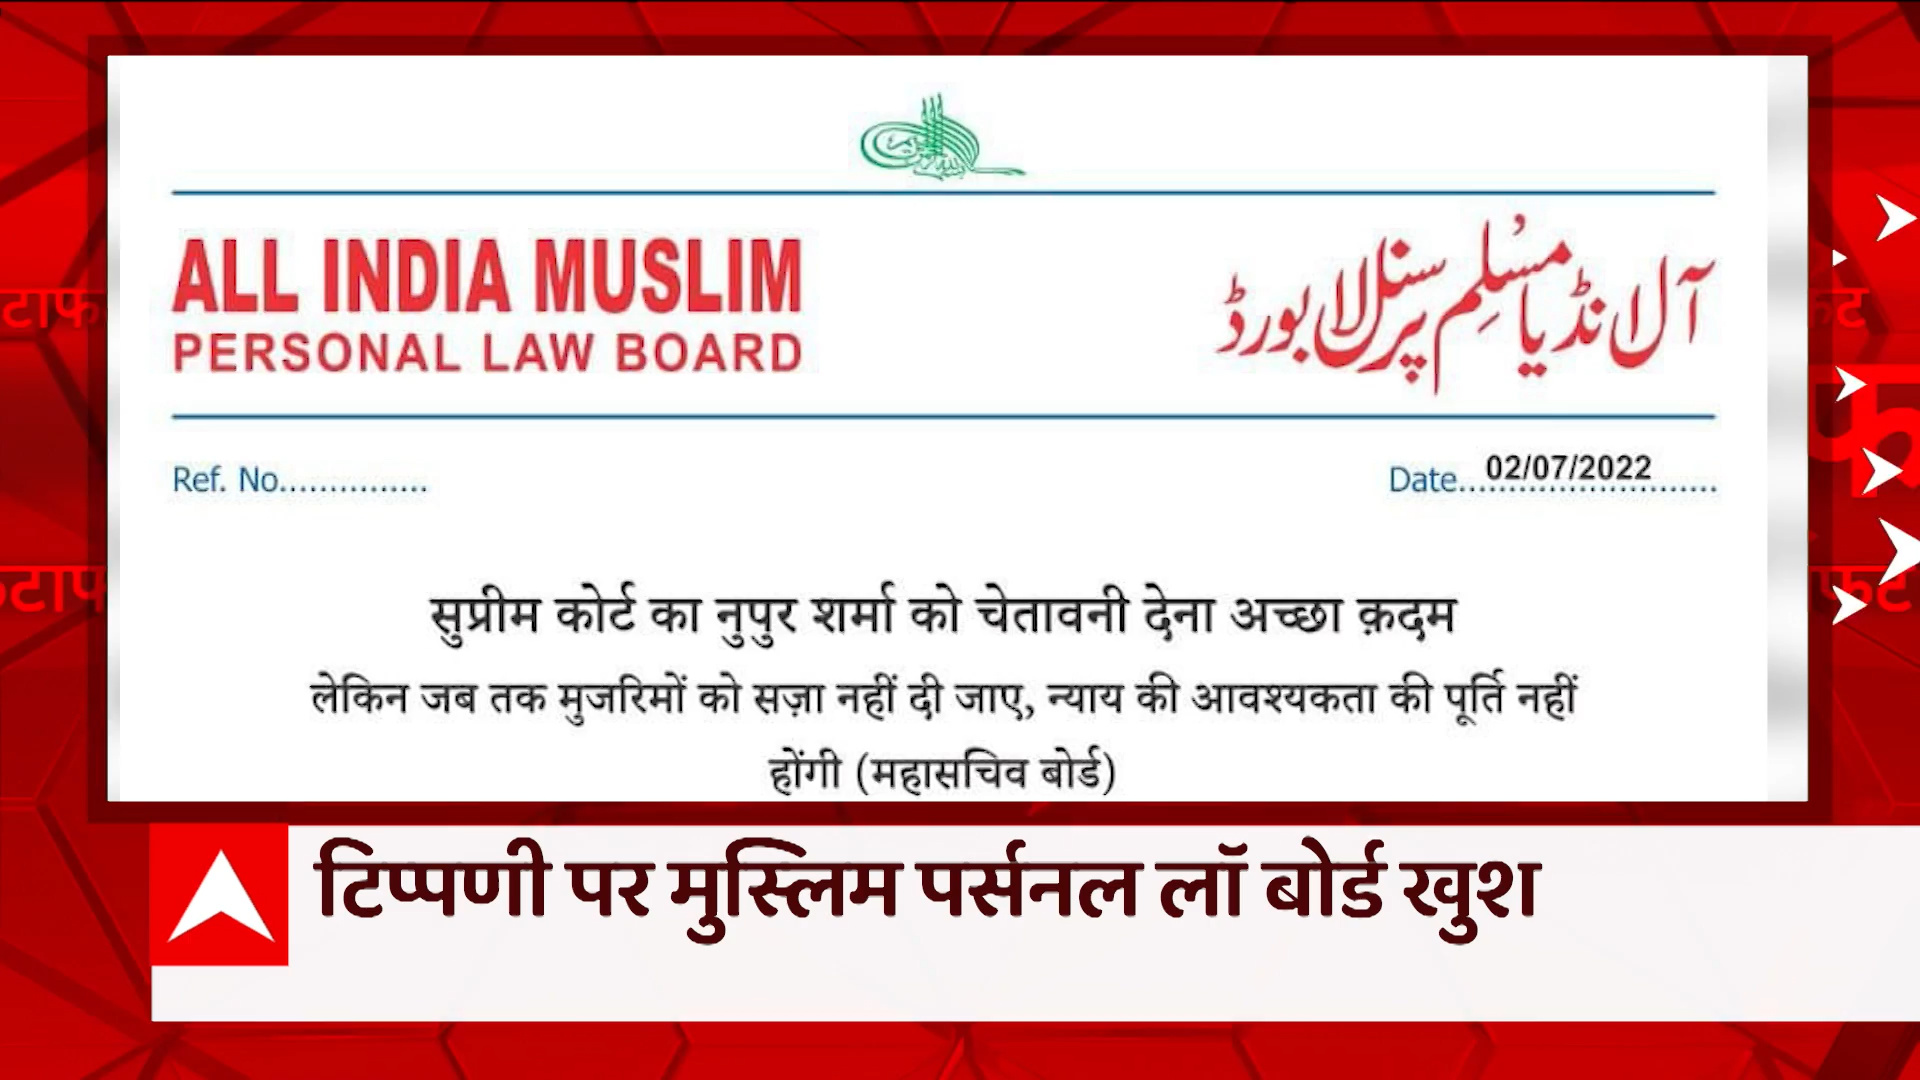 ALL INDIA MUSLIM
PERSONAL LAW BOARD
آل انڈیا مُسلِم پرسنل لا بورڈ
Ref. No...............
Date...02/07/2022.......
सुप्रीम कोर्ट का नुपुर शर्मा को चेतावनी देना अच्छा क़दम
लेकिन जब तक मुजरिमों को सज़ा नहीं दी जाए, न्याय की आवश्यकता की पूर्ति नहीं
होंगी (महासचिव बोर्ड)
टिप्पणी पर मुस्लिम पर्सनल लॉ बोर्ड खुश